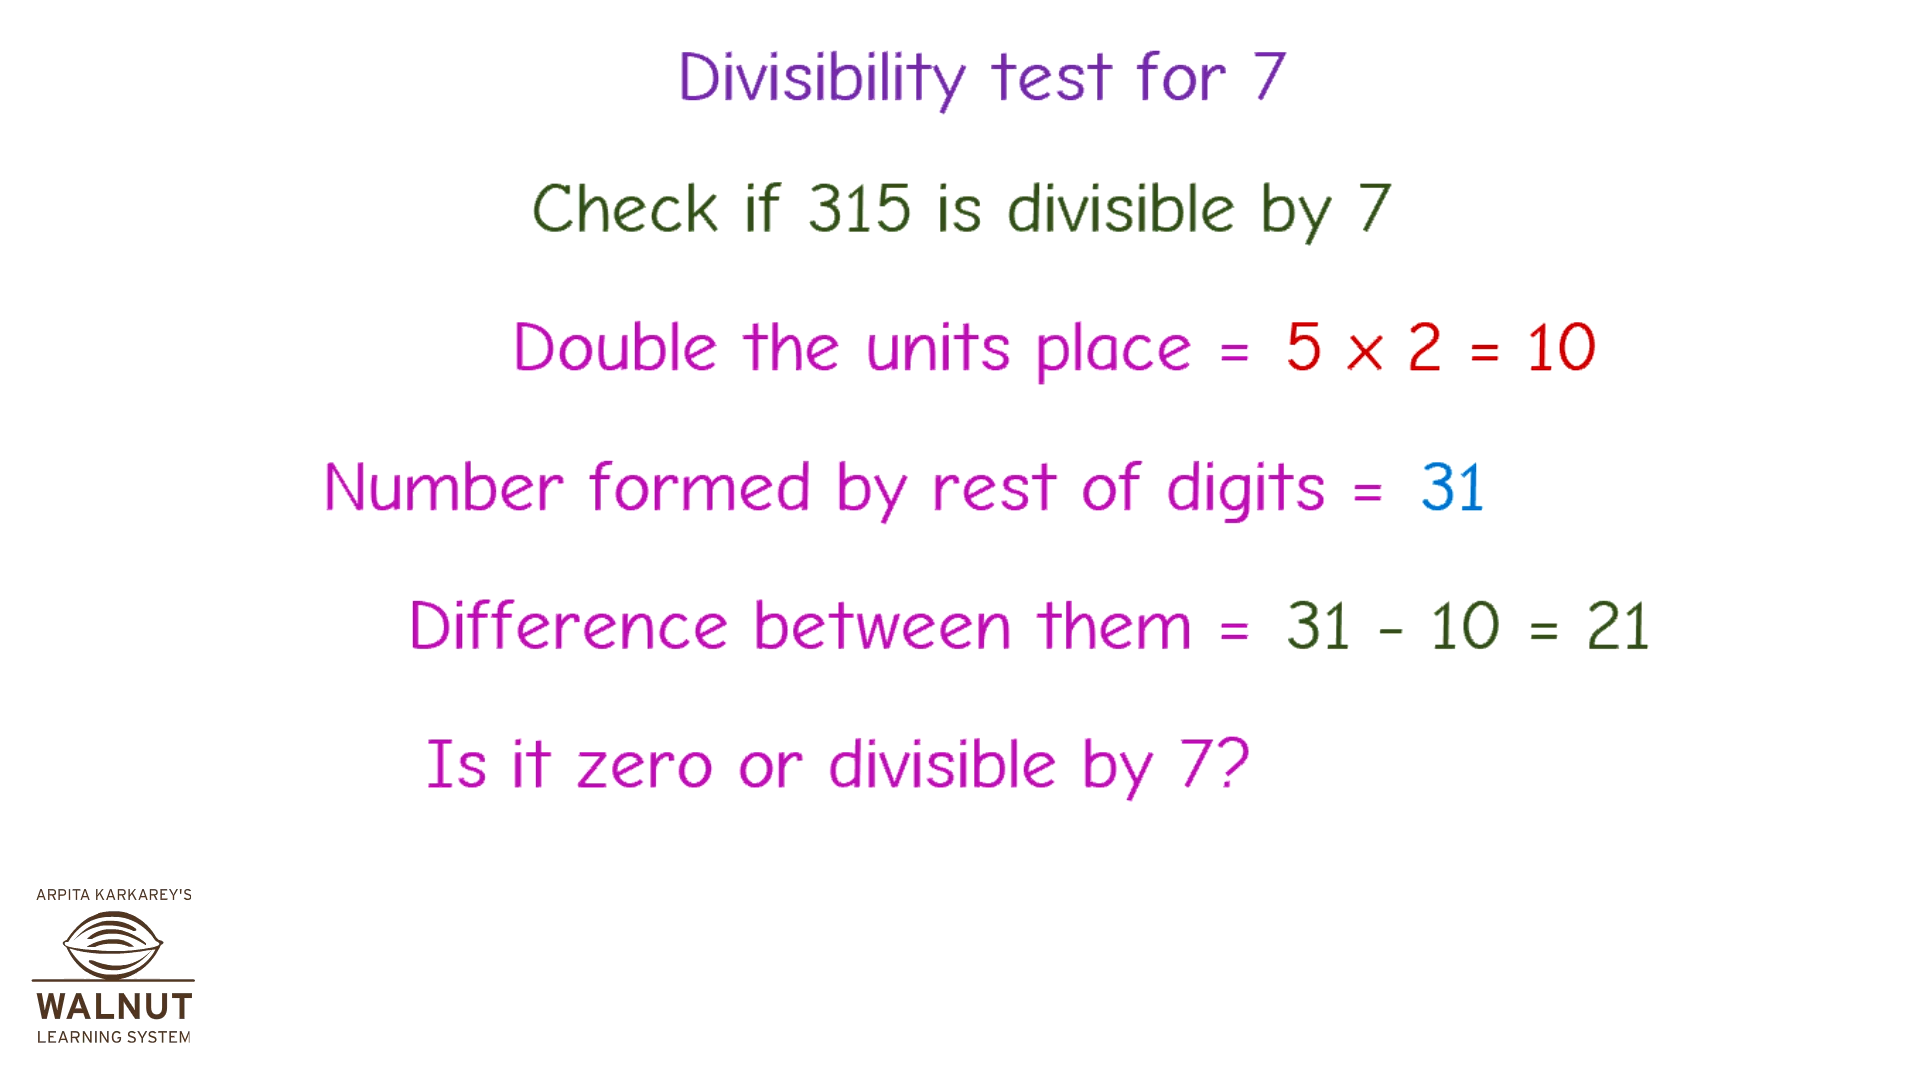 Divisibility test for 7
Check if 315 is divisible by 7
Double the units place = 5 x 2 = 10
Number formed by rest of digits = 31
Difference between them = 31 - 10 = 21
Is it zero or divisible by 7?
ARPITA KARKAREY'S
WALNUT
LEARNING SYSTEM